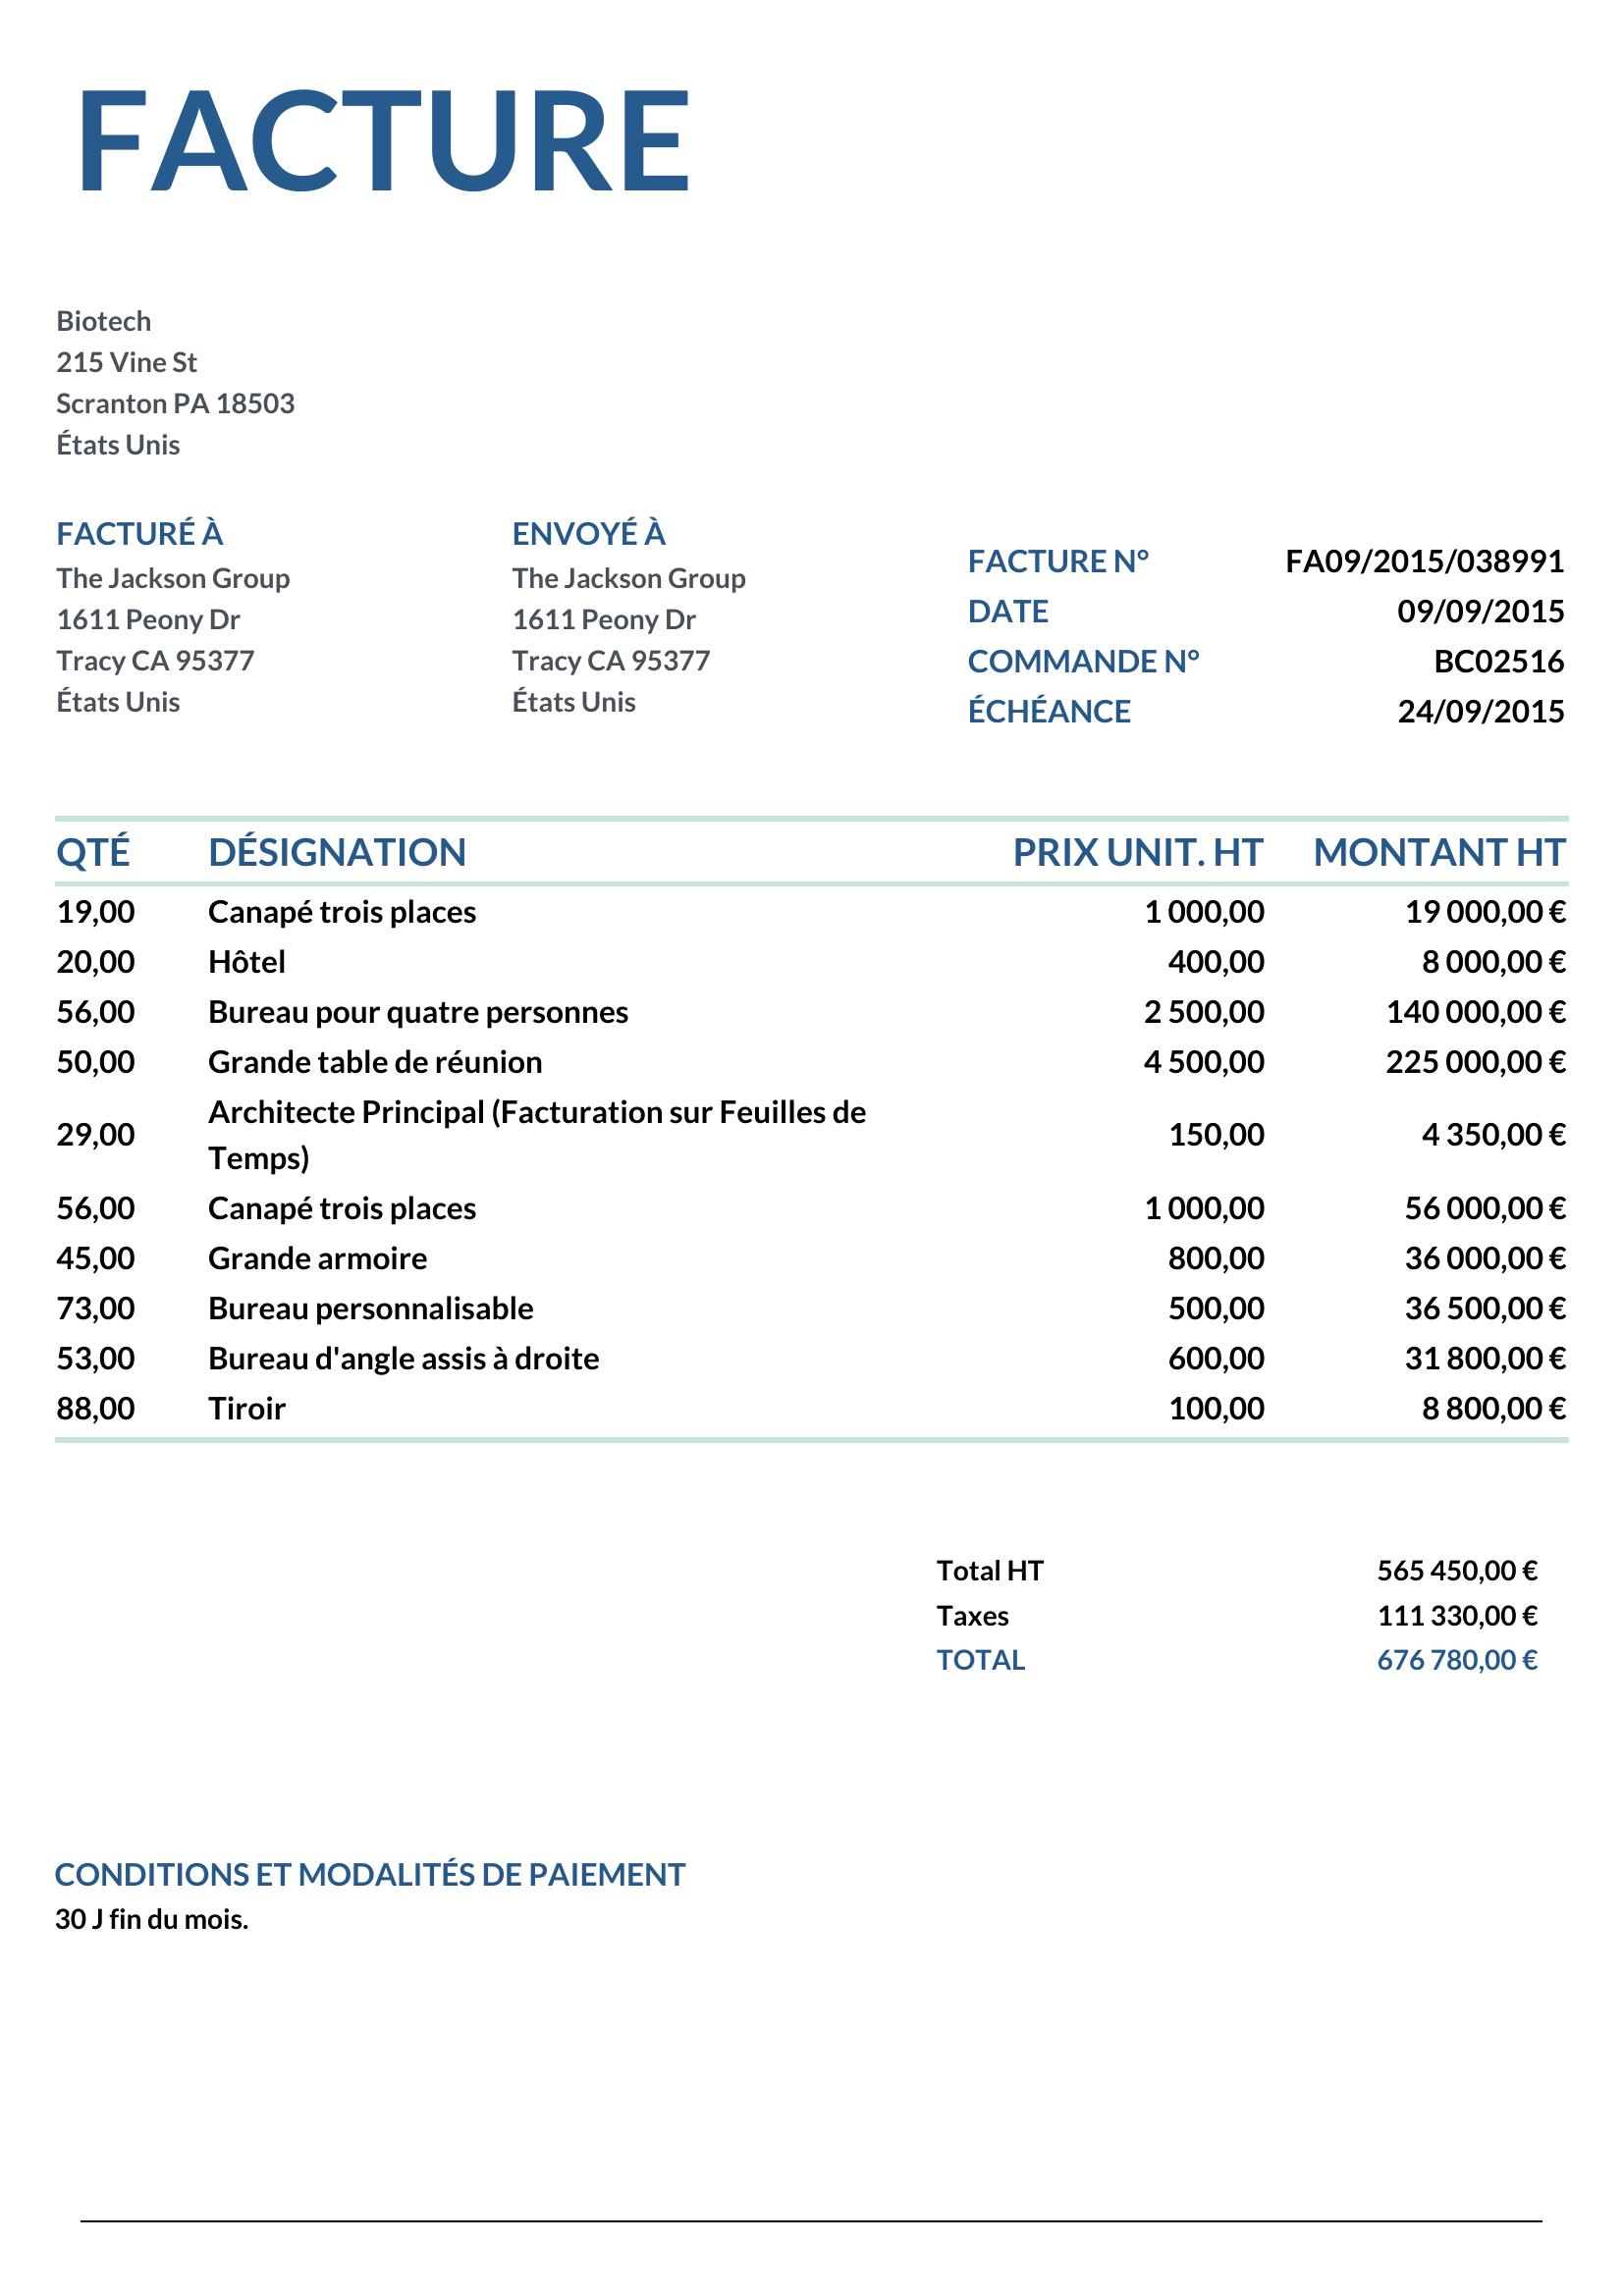 FACTURE
Biotech
215 Vine St
Scranton PA 18503
États Unis
FACTURÉ À
The Jackson Group
1611 Peony Dr
Tracy CA 95377
États Unis
ENVOYÉ À
The Jackson Group
1611 Peony Dr
Tracy CA 95377
États Unis
FACTURE N° FA09/2015/038991
DATE 09/09/2015
COMMANDE N° BC02516
ÉCHÉANCE 24/09/2015
QTÉ DÉSIGNATION PRIX UNIT. HT MONTANT HT
19,00 Canapé trois places 1 000,00 19 000,00 €
20,00 Hôtel 400,00 8 000,00 €
56,00 Bureau pour quatre personnes 2 500,00 140 000,00 €
50,00 Grande table de réunion 4 500,00 225 000,00 €
29,00 Architecte Principal (Facturation sur Feuilles de
Temps) 150,00 4 350,00 €
56,00 Canapé trois places 1 000,00 56 000,00 €
45,00 Grande armoire 800,00 36 000,00 €
73,00 Bureau personnalisable 500,00 36 500,00 €
53,00 Bureau d'angle assis à droite 600,00 31 800,00 €
88,00 Tiroir 100,00 8 800,00 €
Total HT 565 450,00 €
Taxes 111 330,00 €
TOTAL 676 780,00 €
CONDITIONS ET MODALITÉS DE PAIEMENT
30 J fin du mois.